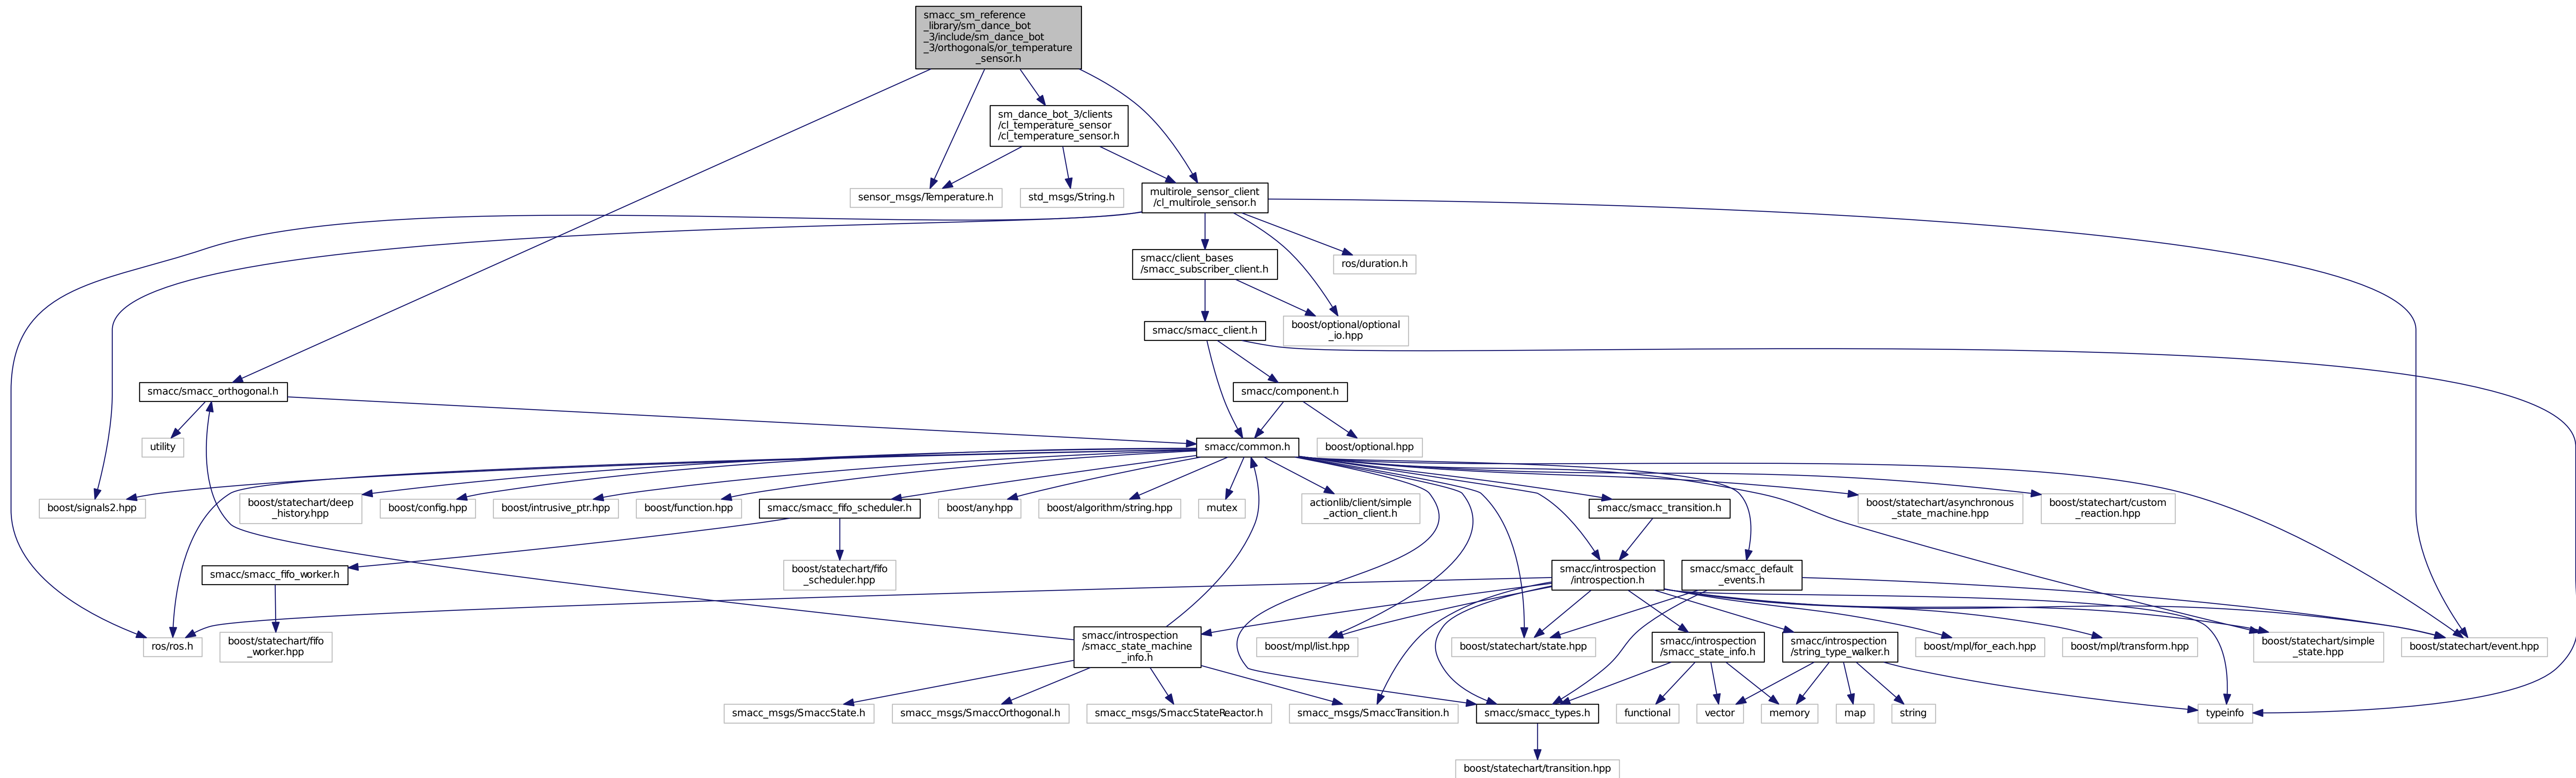 smacc_sm_reference
_library/sm_dance_bot
_3/include/sm_dance_bot
_3/orthogonals/or_temperature
_sensor.h
sm_dance_bot_3/clients
/cl_temperature_sensor
/cl_temperature_sensor.h
sensor_msgs/Temperature.h
std_msgs/String.h
multirole_sensor_client
/cl_multirole_sensor.h
smacc/client_bases
/smacc_subscriber_client.h
ros/duration.h
smacc/smacc_client.h
boost/optional/optional
_io.hpp
smacc/smacc_orthogonal.h
smacc/component.h
utility
smacc/common.h
boost/optional.hpp
boost/signals2.hpp
boost/statechart/deep
_history.hpp
boost/config.hpp
boost/intrusive_ptr.hpp
boost/function.hpp
smacc/smacc_fifo_scheduler.h
boost/any.hpp
boost/algorithm/string.hpp
mutex
actionlib/client/simple
_action_client.h
smacc/smacc_transition.h
boost/statechart/asynchronous
_state_machine.hpp
boost/statechart/custom
_reaction.hpp
smacc/smacc_fifo_worker.h
boost/statechart/fifo
_scheduler.hpp
smacc/introspection
/introspection.h
smacc/smacc_default
_events.h
ros/ros.h
boost/statechart/fifo
_worker.hpp
smacc/introspection
/smacc_state_machine
_info.h
boost/mpl/list.hpp
boost/statechart/state.hpp
smacc/introspection
/smacc_state_info.h
smacc/introspection
/string_type_walker.h
boost/mpl/for_each.hpp
boost/mpl/transform.hpp
boost/statechart/simple
_state.hpp
boost/statechart/event.hpp
smacc_msgs/SmaccState.h
smacc_msgs/SmaccOrthogonal.h
smacc_msgs/SmaccStateReactor.h
smacc_msgs/SmaccTransition.h
smacc/smacc_types.h
functional
vector
memory
map
string
typeinfo
boost/statechart/transition.hpp